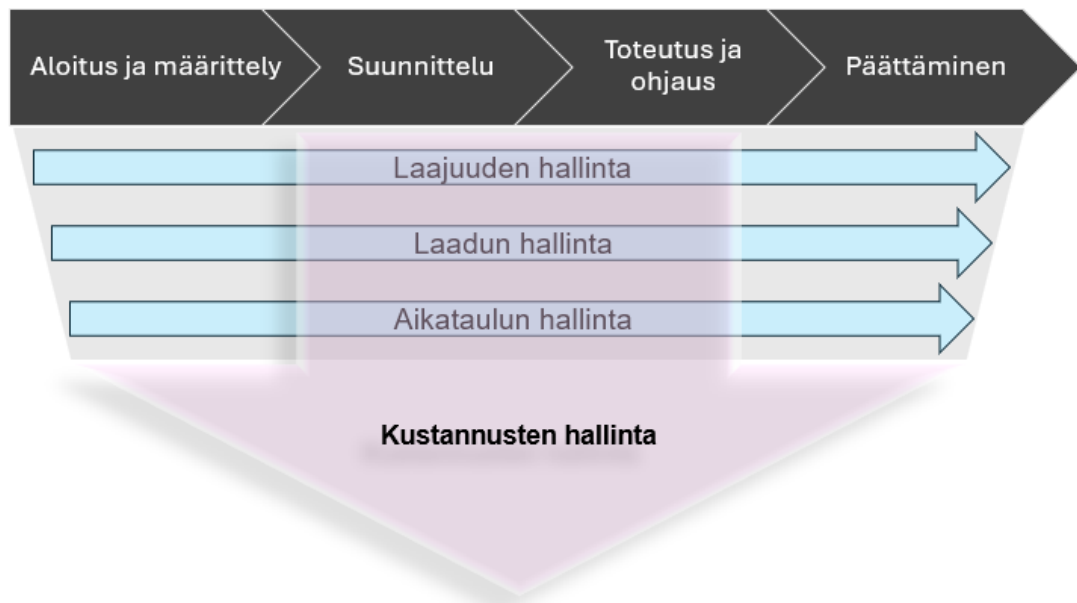 Aloitus ja määrittely
Suunnittelu
Toteutus ja
ohjaus
Päättäminen
Laajuuden hallinta
Laadun hallinta
Aikataulun hallinta
Kustannusten hallinta